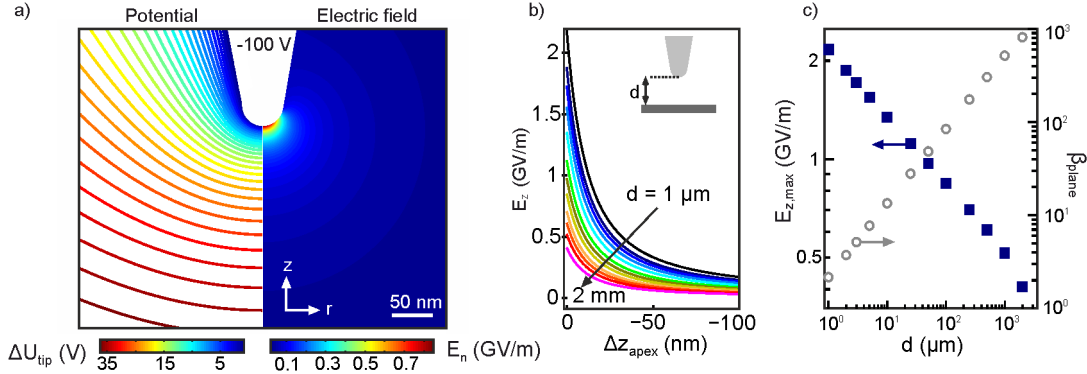 a)
Potential
Electric field
-100 V
z
r
50 nm
ΔU_tip (V)
35 15 5
E_n (GV/m)
0.1 0.3 0.5 0.7
b)
E_z (GV/m)
2
1.5
1
0.5
0
d
d = 1 µm
2 mm
0 −50 −100
Δz_apex (nm)
c)
E_z,max (GV/m)
2
1
0.5
10^0 10^1 10^2 10^3
d (µm)
10^3
10^2
10^1
10^0
β_plane